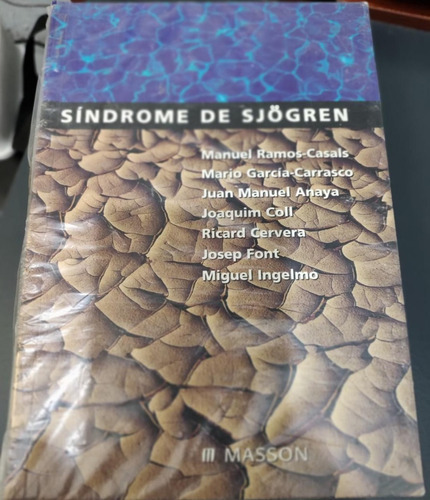 SÍNDROME DE SJÖGREN
Manuel Ramos-Casals
Mario García-Carrasco
Juan Manuel Anaya
Joaquim Coll
Ricard Cervera
Josep Font
Miguel Ingelmo
MASSON